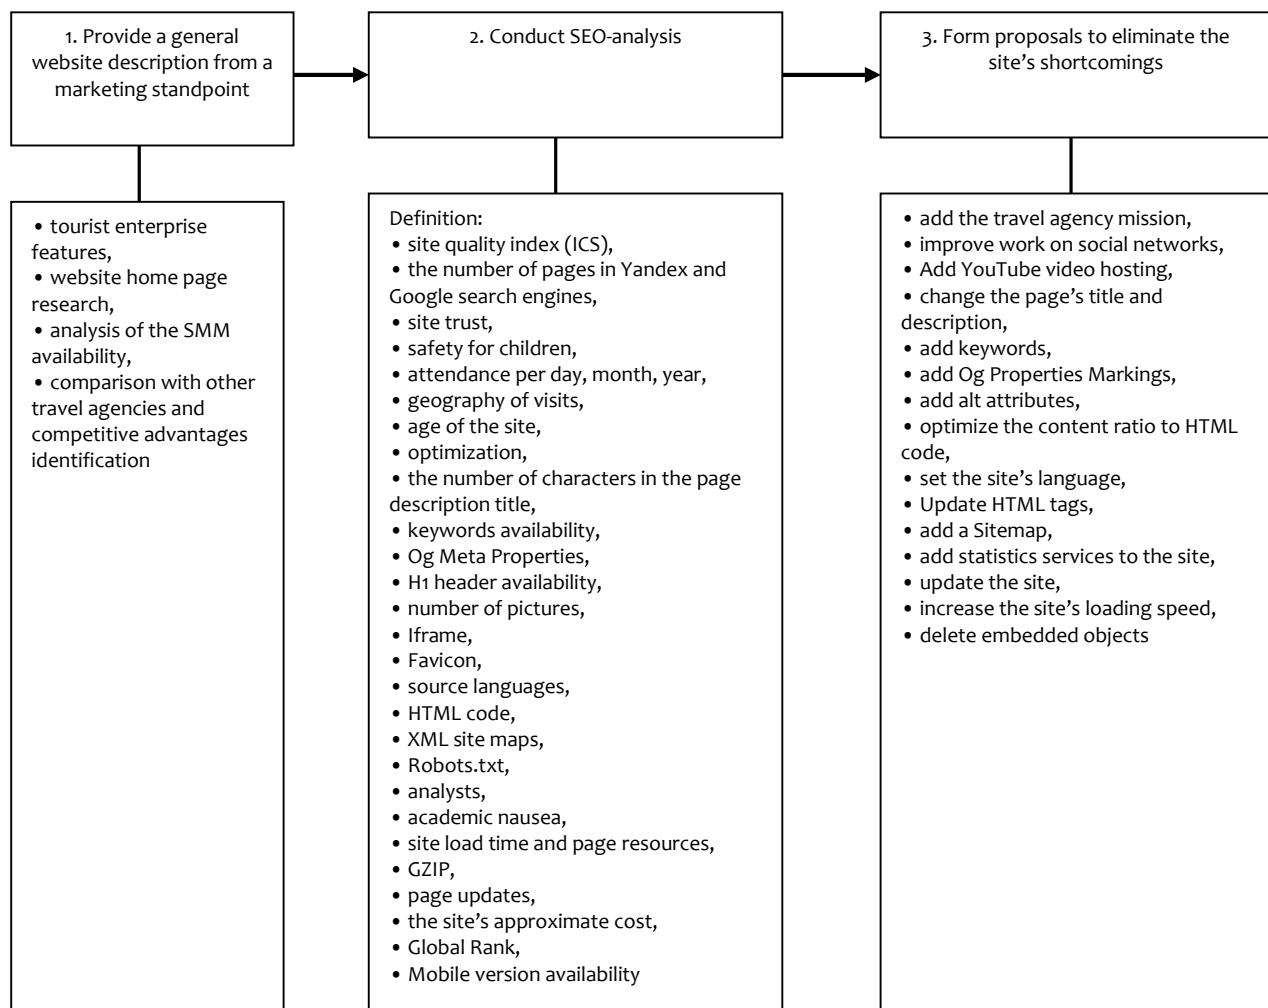 1. Provide a general
website description from a
marketing standpoint
2. Conduct SEO-analysis
3. Form proposals to eliminate the
site's shortcomings
• tourist enterprise
features,
• website home page
research,
• analysis of the SMM
availability,
• comparison with other
travel agencies and
competitive advantages
identification
Definition:
• site quality index (ICS),
• the number of pages in Yandex and
Google search engines,
• site trust,
• safety for children,
• attendance per day, month, year,
• geography of visits,
• age of the site,
• optimization,
• the number of characters in the page
description title,
• keywords availability,
• Og Meta Properties,
• H1 header availability,
• number of pictures,
• Iframe,
• Favicon,
• source languages,
• HTML code,
• XML site maps,
• Robots.txt,
• analysts,
• academic nausea,
• site load time and page resources,
• GZIP,
• page updates,
• the site's approximate cost,
• Global Rank,
• Mobile version availability
• add the travel agency mission,
• improve work on social networks,
• Add YouTube video hosting,
• change the page's title and
description,
• add keywords,
• add Og Properties Markings,
• add alt attributes,
• optimize the content ratio to HTML
code,
• set the site's language,
• Update HTML tags,
• add a Sitemap,
• add statistics services to the site,
• update the site,
• increase the site's loading speed,
• delete embedded objects